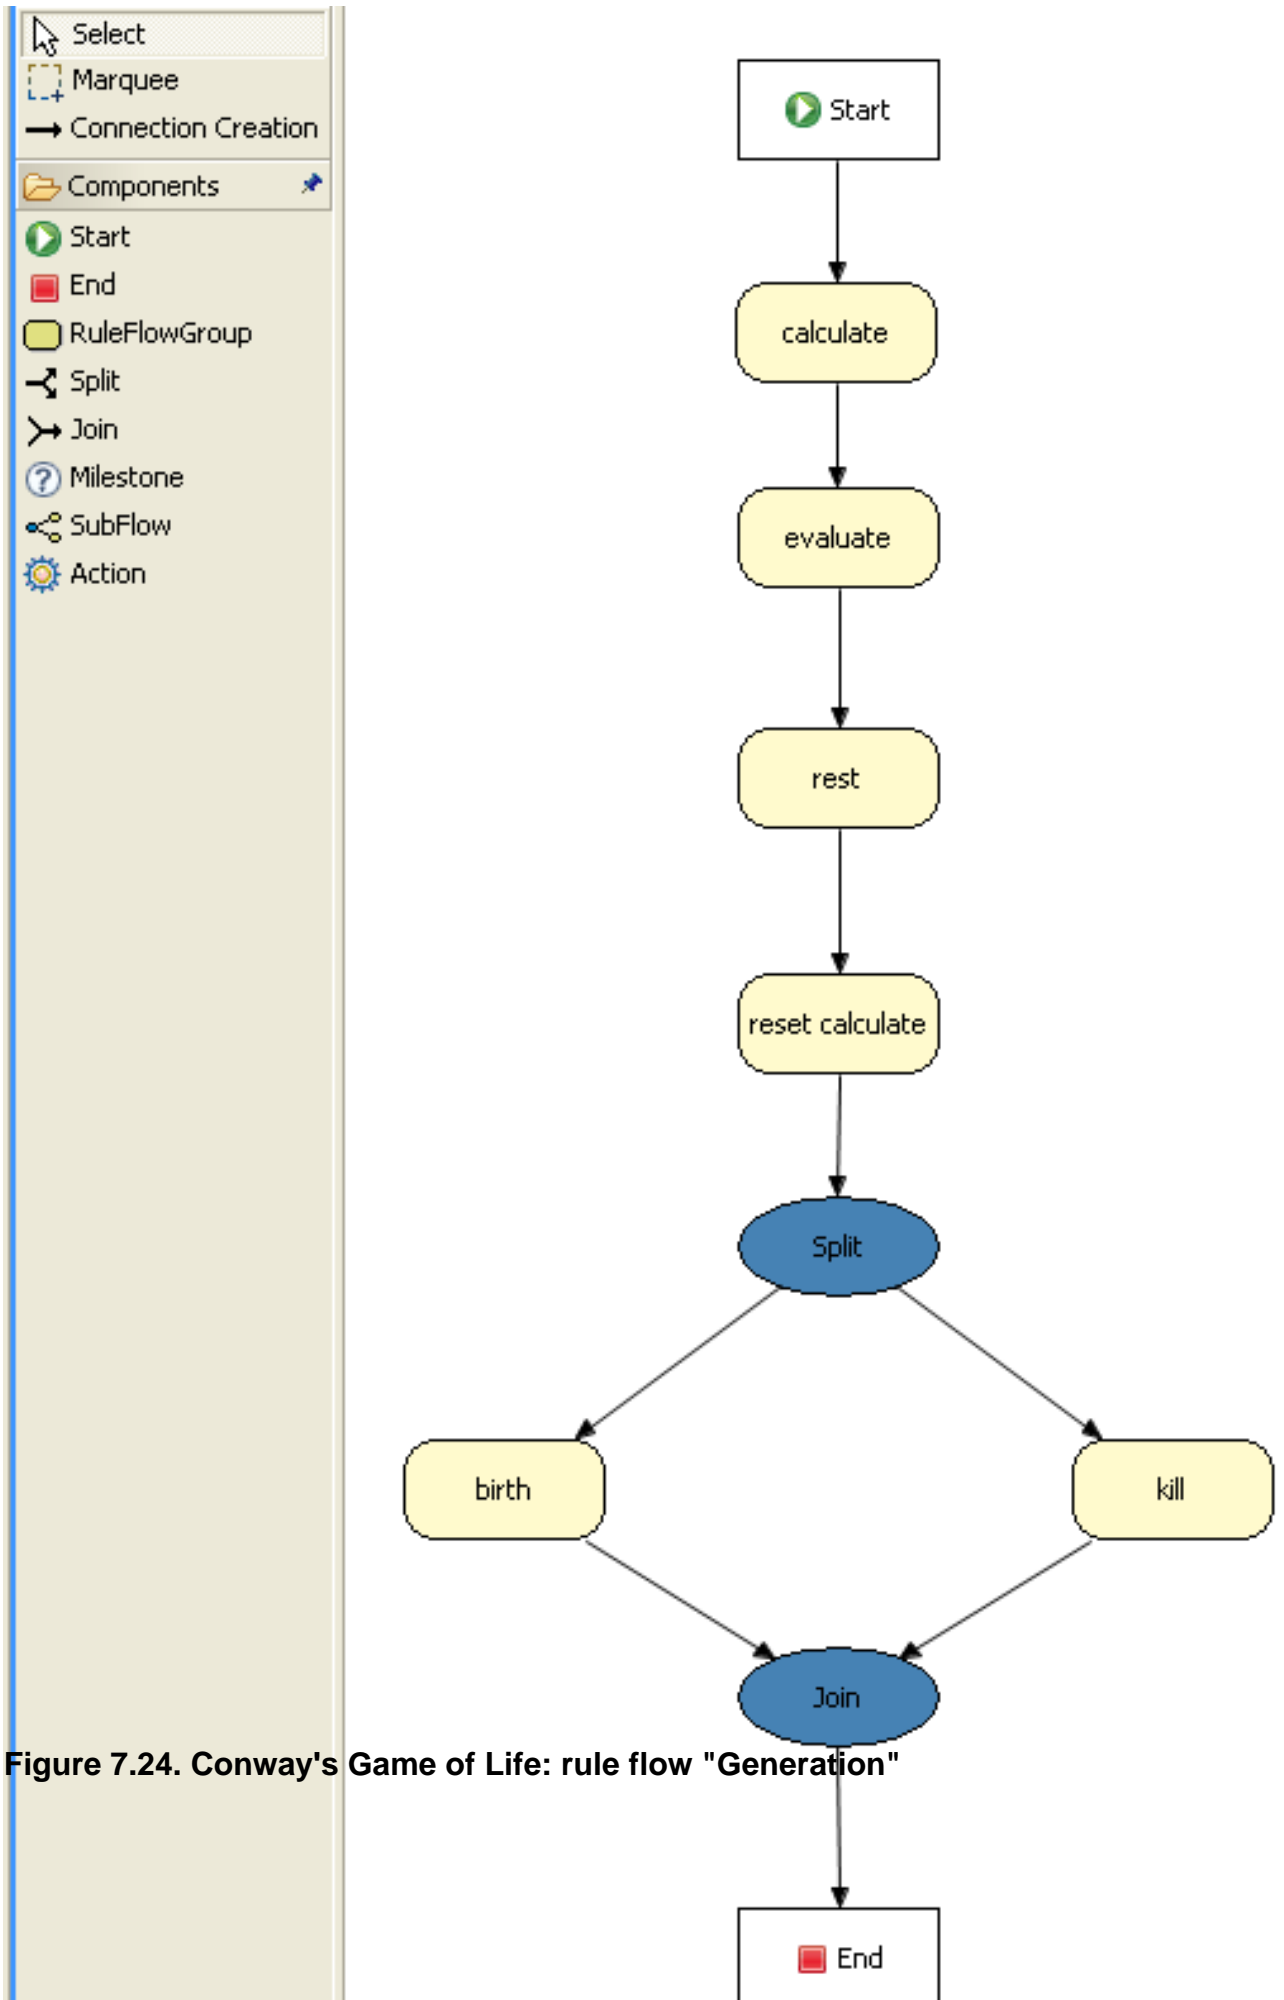 Select
Marquee
Connection Creation
Components
Start
End
RuleFlowGroup
Split
Join
Milestone
SubFlow
Action
Start
calculate
evaluate
rest
reset calculate
Split
birth
kill
Join
Figure 7.24. Conway's Game of Life: rule flow "Generation"
End